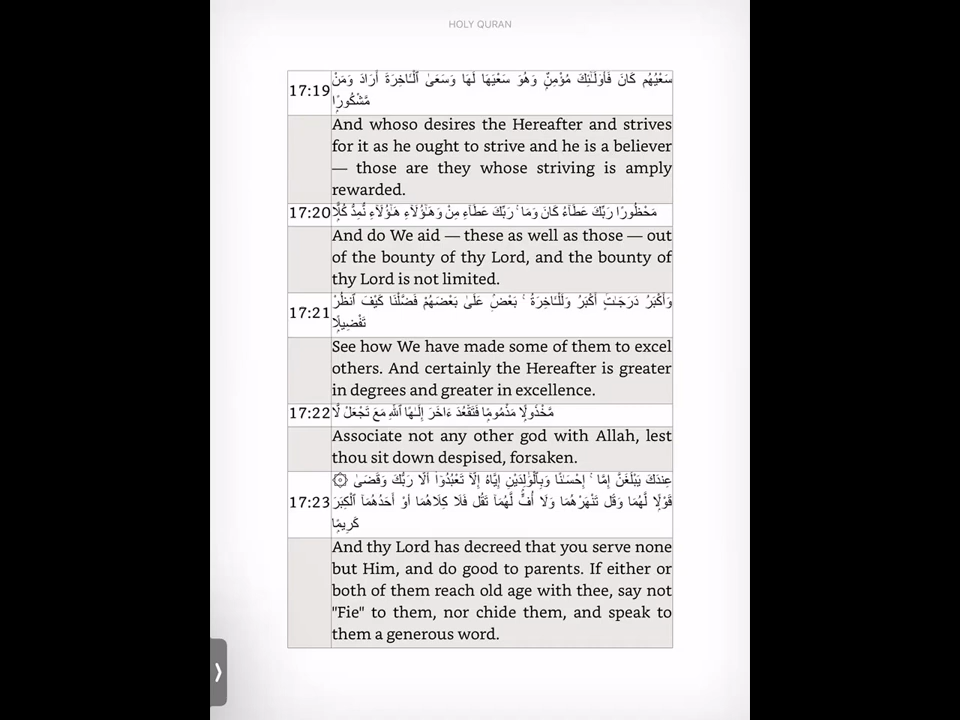 HOLY QURAN
17:19
سَعْيُهُم كَانَ فَأُولَـٰئِكَ مُؤْمِنٌ وَهُوَ سَعْيَهَا لَهَا وَسَعَىٰ ٱلْـَٔاخِرَةَ أَرَادَ وَمَنْ
مَّشْكُورًا
And whoso desires the Hereafter and strives
for it as he ought to strive and he is a believer
— those are they whose striving is amply
rewarded.
17:20
مَحْظُورًا رَبِّكَ عَطَآءُ كَانَ وَمَا ۚ رَبِّكَ عَطَآءِ مِنْ وَهَـٰٓؤُلَآءِ هَـٰٓؤُلَآءِ نُّمِدُّ كُلًّا
And do We aid — these as well as those — out
of the bounty of thy Lord, and the bounty of
thy Lord is not limited.
17:21
وَأَكْبَرُ دَرَجَـٰتٍ أَكْبَرُ وَلَلْـَٔاخِرَةُ ۚ بَعْضٍ عَلَىٰ بَعْضَهُمْ فَضَّلْنَا كَيْفَ ٱنظُرْ
تَفْضِيلًا
See how We have made some of them to excel
others. And certainly the Hereafter is greater
in degrees and greater in excellence.
17:22
مَّخْذُولًا مَذْمُومًا فَتَقْعُدَ ءَاخَرَ إِلَـٰهًا ٱللَّهِ مَعَ تَجْعَلْ لَّا
Associate not any other god with Allah, lest
thou sit down despised, forsaken.
17:23
عِندَكَ يَبْلُغَنَّ إِمَّا ۚ إِحْسَـٰنًا وَبِٱلْوَٰلِدَيْنِ إِيَّاهُ إِلَّآ تَعْبُدُوٓا۟ أَلَّا رَبُّكَ وَقَضَىٰ ۞
قَوْلًا لَّهُمَا وَقُل تَنْهَرْهُمَا وَلَا أُفٍّ لَّهُمَآ تَقُل فَلَا كِلَاهُمَا أَوْ أَحَدُهُمَآ ٱلْكِبَرَ
كَرِيمًا
And thy Lord has decreed that you serve none
but Him, and do good to parents. If either or
both of them reach old age with thee, say not
"Fie" to them, nor chide them, and speak to
them a generous word.